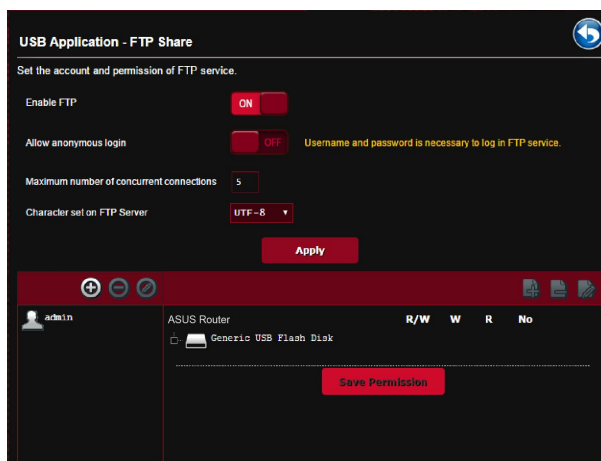 USB Application - FTP Share
Set the account and permission of FTP service.
Enable FTP
ON
Allow anonymous login
OFF
Username and password is necessary to log in FTP service.
Maximum number of concurrent connections
5
Character set on FTP Server
UTF-8
Apply
admin
ASUS Router
R/W W R No
Generic USB Flash Disk
Save Permission